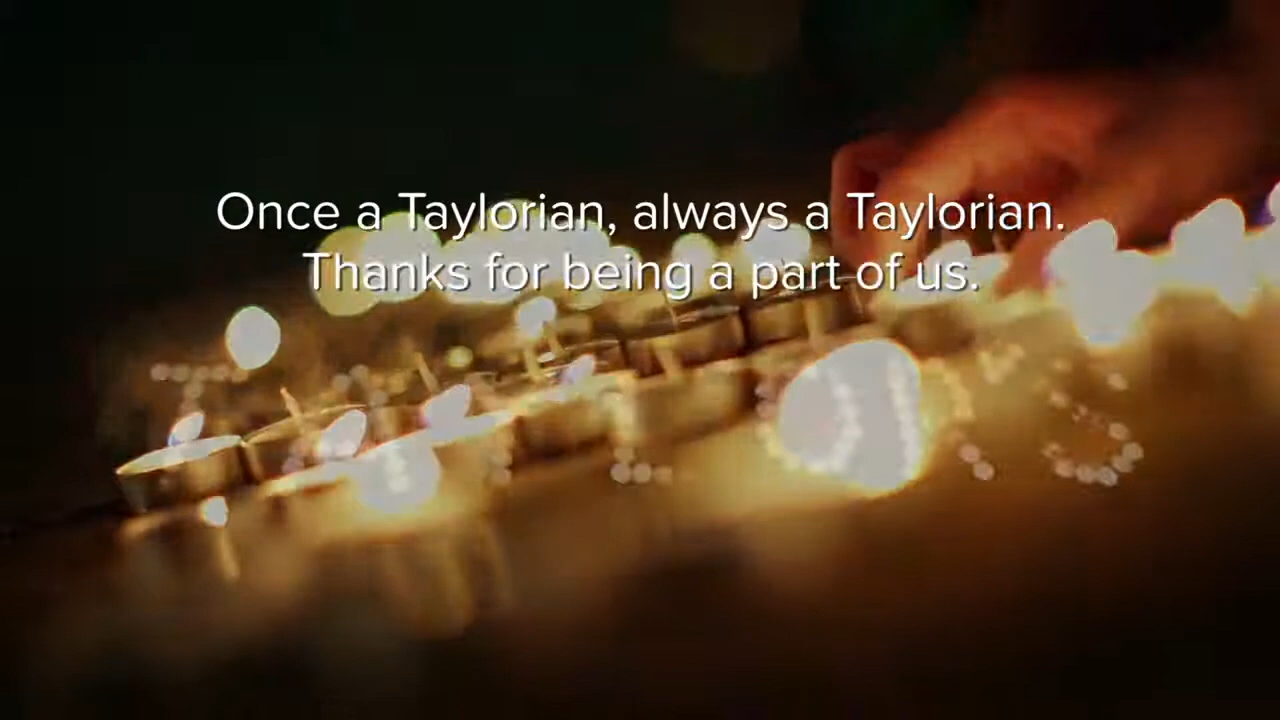 Once a Taylorian, always a Taylorian.
Thanks for being a part of us.